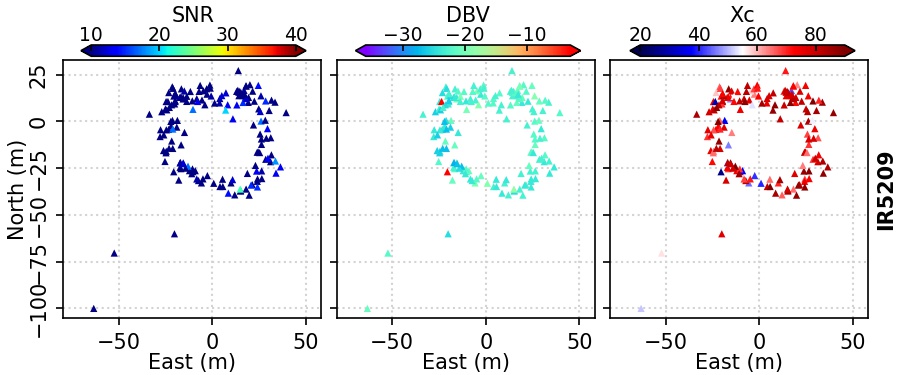 SNR
10 20 30 40
DBV
−30 −20 −10
Xc
20 40 60 80
North (m)
25
0
−25
−50
−75
−100
−50 0 50
East (m)
−50 0 50
East (m)
−50 0 50
East (m)
IR5209